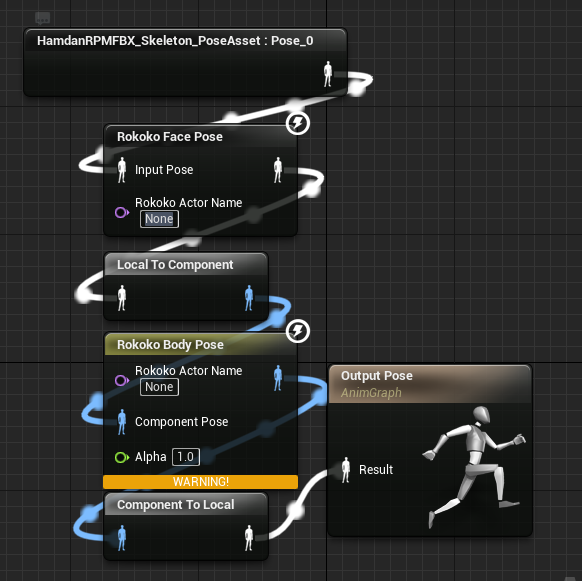 HamdanRPMFBX_Skeleton_PoseAsset : Pose_0
Rokoko Face Pose
Input Pose
Rokoko Actor Name
None
Local To Component
Rokoko Body Pose
Rokoko Actor Name
None
Component Pose
Alpha 1.0
WARNING!
Component To Local
Output Pose
AnimGraph
Result